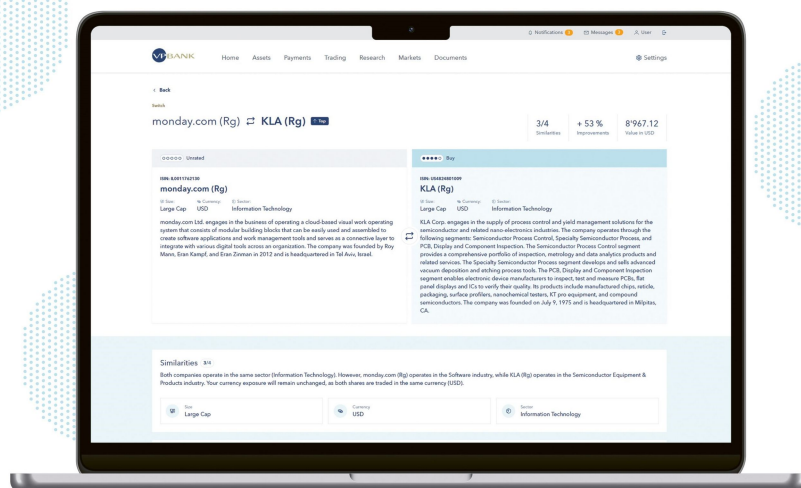 Notifications
Messages
User
VP BANK
Home Assets Payments Trading Research Markets Documents
Settings
Back
Switch
monday.com (Rg) KLA (Rg) Top
3/4
Similarities
+ 53 %
Improvements
8'967.12
Value in USD
Unrated
ISIN: IL0011762130
monday.com (Rg)
Size: Currency: Sector:
Large Cap USD Information Technology
monday.com Ltd. engages in the business of operating a cloud-based visual work operating
system that consists of modular building blocks that can be easily used and assembled to
create software applications and work management tools and serves as a connective layer to
integrate with various digital tools across an organization. The company was founded by Roy
Mann, Eran Kampf, and Eran Zinman in 2012 and is headquartered in Tel Aviv, Israel.
Buy
ISIN: US4824801009
KLA (Rg)
Size: Currency: Sector:
Large Cap USD Information Technology
KLA Corp. engages in the supply of process control and yield management solutions for the
semiconductor and related nano-electronics industries. The company operates through the
following segments: Semiconductor Process Control, Specialty Semiconductor Process, and
PCB, Display and Component Inspection. The Semiconductor Process Control segment
provides a comprehensive portfolio of inspection, metrology and data analytics products and
related services. The Specialty Semiconductor Process segment develops and sells advanced
vacuum deposition and etching process tools. The PCB, Display and Component Inspection
segment enables electronic device manufacturers to inspect, test and measure PCBs, flat
panel displays and ICs to verify their quality. Its products include manufactured chips, reticle,
packaging, surface profilers, nanochemical testers, KT pro equipment, and compound
semiconductors. The company was founded on July 9, 1975 and is headquartered in Milpitas,
CA.
Similarities 3/4
Both companies operate in the same sector (Information Technology). However, monday.com (Rg) operates in the Software industry, while KLA (Rg) operates in the Semiconductor Equipment &
Products industry. Your currency exposure will remain unchanged, as both shares are traded in the same currency (USD).
Size
Large Cap
Currency
USD
Sector
Information Technology